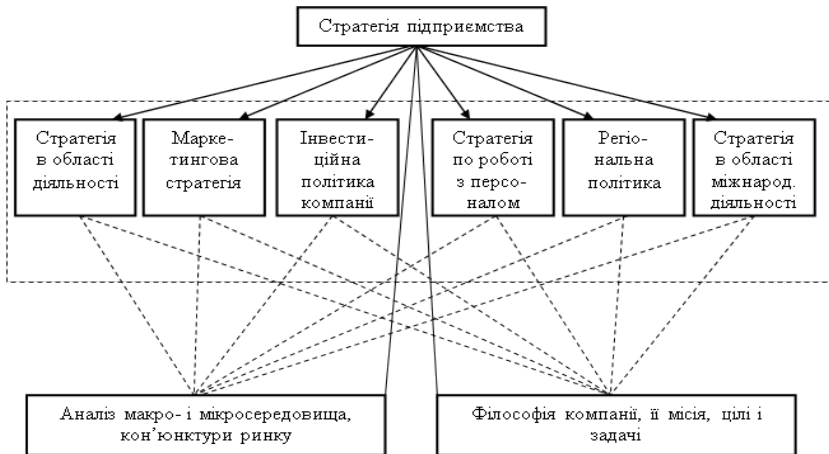 Стратегія підприємства
Стратегія
в області
діяльності
Марке-
тингова
стратегія
Інвести-
ційна
політика
компанії
Стратегія
по роботі
з персо-
налом
Регіо-
нальна
політика
Стратегія
в області
міжнарод.
діяльності
Аналіз макро- і мікросередовища,
кон’юнктури ринку
Філософія компанії, її місія, цілі і
задачі